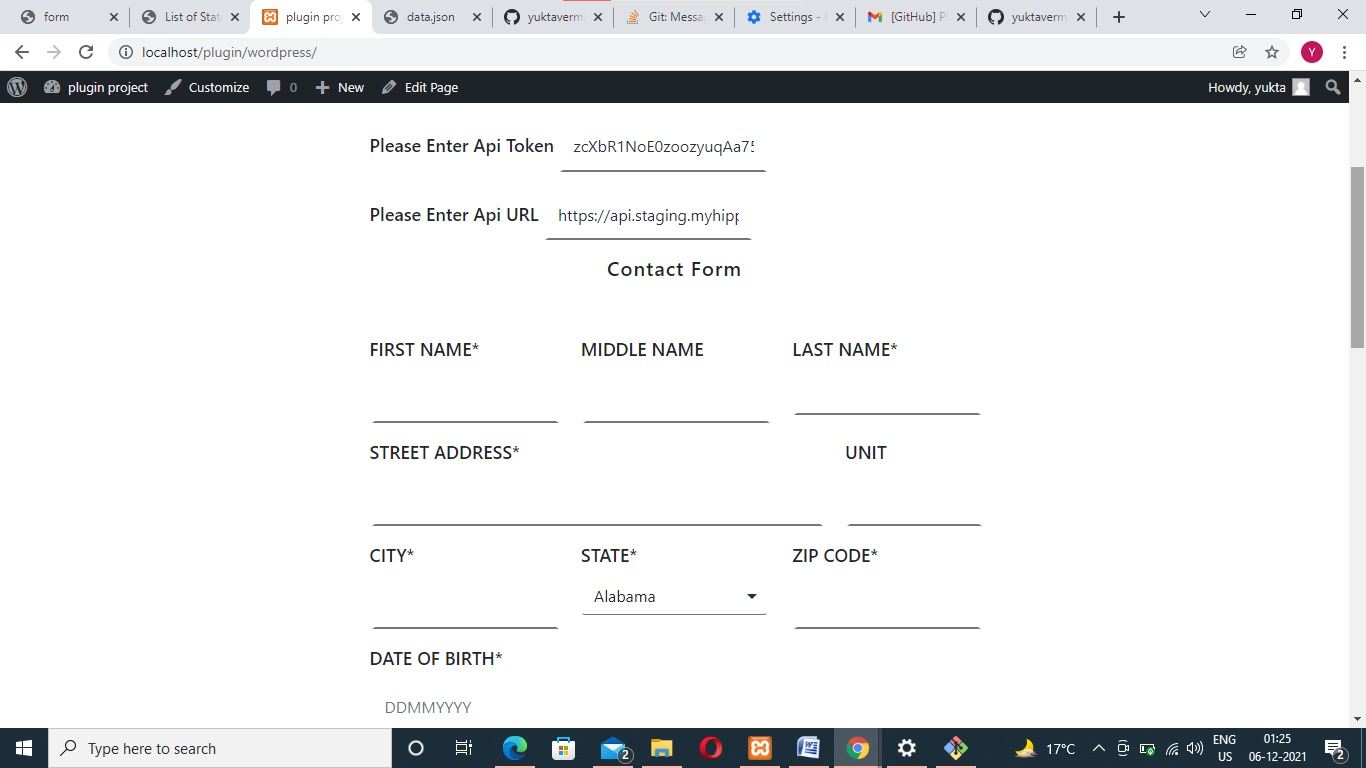 form
List of Stat
plugin proj
data.json
yuktaverm
Git: Messa
Settings -
[GitHub] P
yuktaverm
localhost/plugin/wordpress/
Y
plugin project Customize 0 New Edit Page Howdy, yukta
Please Enter Api Token zcXbR1NoE0zoozyuqAa75
Please Enter Api URL https://api.staging.myhipp
Contact Form
FIRST NAME* MIDDLE NAME LAST NAME*
STREET ADDRESS* UNIT
CITY* STATE* ZIP CODE*
Alabama
DATE OF BIRTH*
DDMMYYYY
Type here to search
2
17°C
ENG
US
01:25
06-12-2021
2